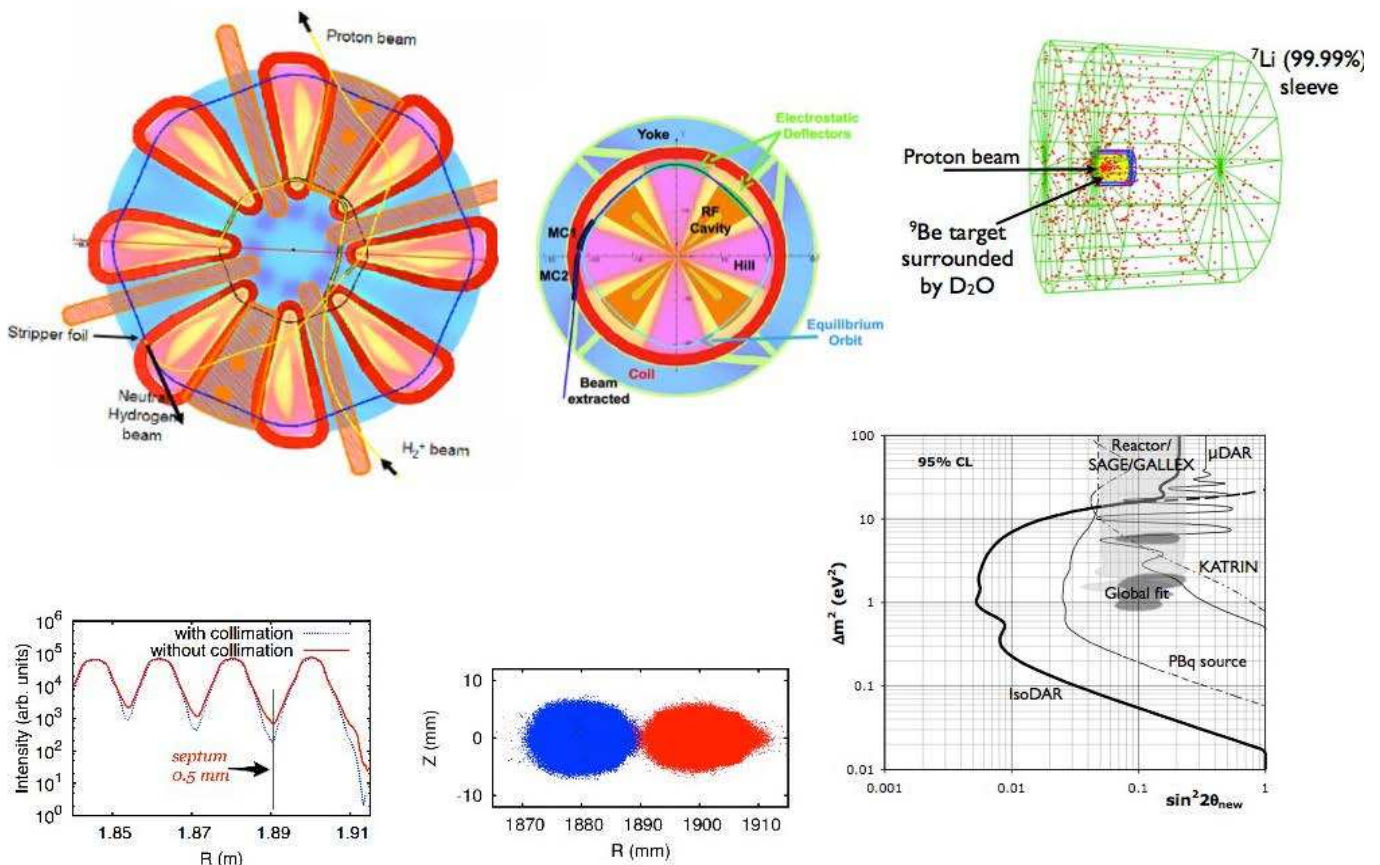 Proton beam
Stripper foil
Neutral
Hydrogen
beam
H₂⁺ beam
Yoke
Electrostatic
Deflectors
RF
Cavity
MC1
MC2
Hill
Equilibrium
Orbit
Coil
Beam
extracted
⁷Li (99.99%)
sleeve
Proton beam
⁹Be target
surrounded
by D₂O
10⁶
10⁵
10⁴
10³
10²
10¹
10⁰
Intensity (arb. units)
with collimation
without collimation
septum
0.5 mm
1.85 1.87 1.89 1.91
R (m)
10
0
-10
Z (mm)
1870 1880 1890 1900 1910
R (mm)
100
10
1
0.1
0.01
Δm² (eV²)
95% CL
Reactor/
SAGE/GALLEX
μDAR
KATRIN
Global fit
PBq source
IsoDAR
0.001 0.01 0.1 1
sin²2θnew